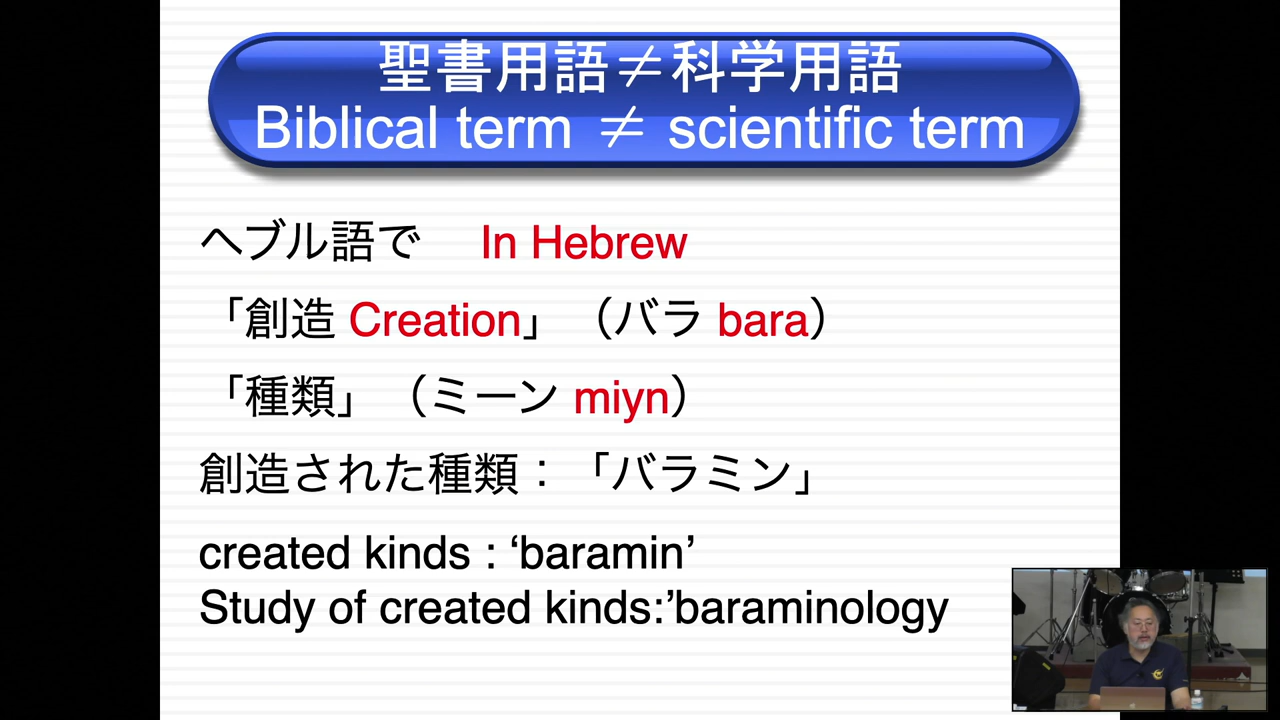 聖書用語≠科学用語
Biblical term ≠ scientific term
ヘブル語で　In Hebrew
「創造 Creation」（バラ bara）
「種類」（ミーン miyn）
創造された種類：「バラミン」
created kinds : ‘baramin’
Study of created kinds:’baraminology